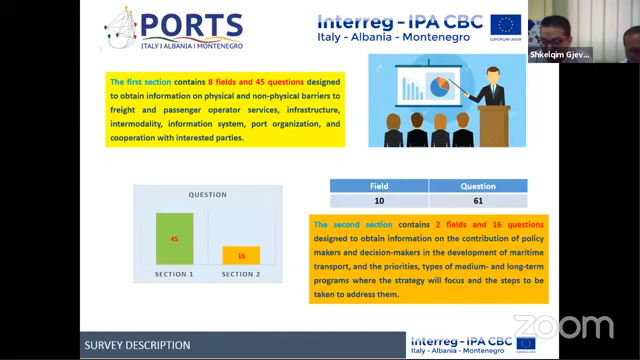 PORTS
ITALY I ALBANIA I MONTENEGRO
Interreg - IPA CBC
EUROPEAN UNION
Italy - Albania - Montenegro
Shkelqim Gjev...
The first section contains 8 fields and 45 questions designed
to obtain information on physical and non-physical barriers to
freight and passenger operator services, infrastructure,
intermodality, information system, port organization, and
cooperation with interested parties.
QUESTION
45
16
SECTION 1
SECTION 2
Field Question
10 61
The second section contains 2 fields and 16 questions
designed to obtain information on the contribution of policy
makers and decision-makers in the development of maritime
transport, and the priorities, types of medium- and long-term
programs where the strategy will focus and the steps to be
taken to address them.
zoom
SURVEY DESCRIPTION
Interreg - IPA CBC
Italy - Albania - Montenegro